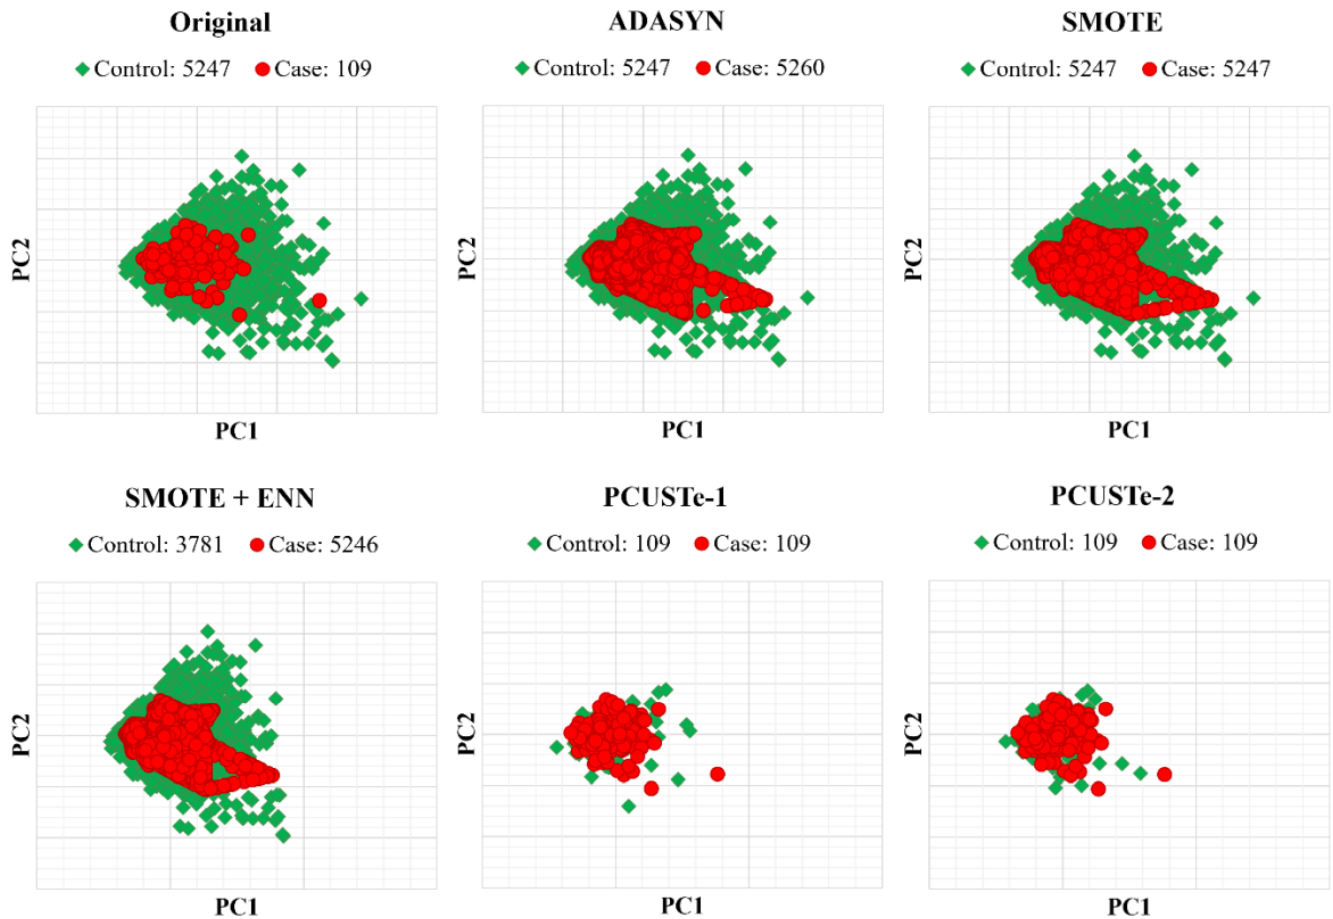 Original
Control: 5247 Case: 109
PC2
PC1
ADASYN
Control: 5247 Case: 5260
PC2
PC1
SMOTE
Control: 5247 Case: 5247
PC2
PC1
SMOTE + ENN
Control: 3781 Case: 5246
PC2
PC1
PCUSTe-1
Control: 109 Case: 109
PC2
PC1
PCUSTe-2
Control: 109 Case: 109
PC2
PC1